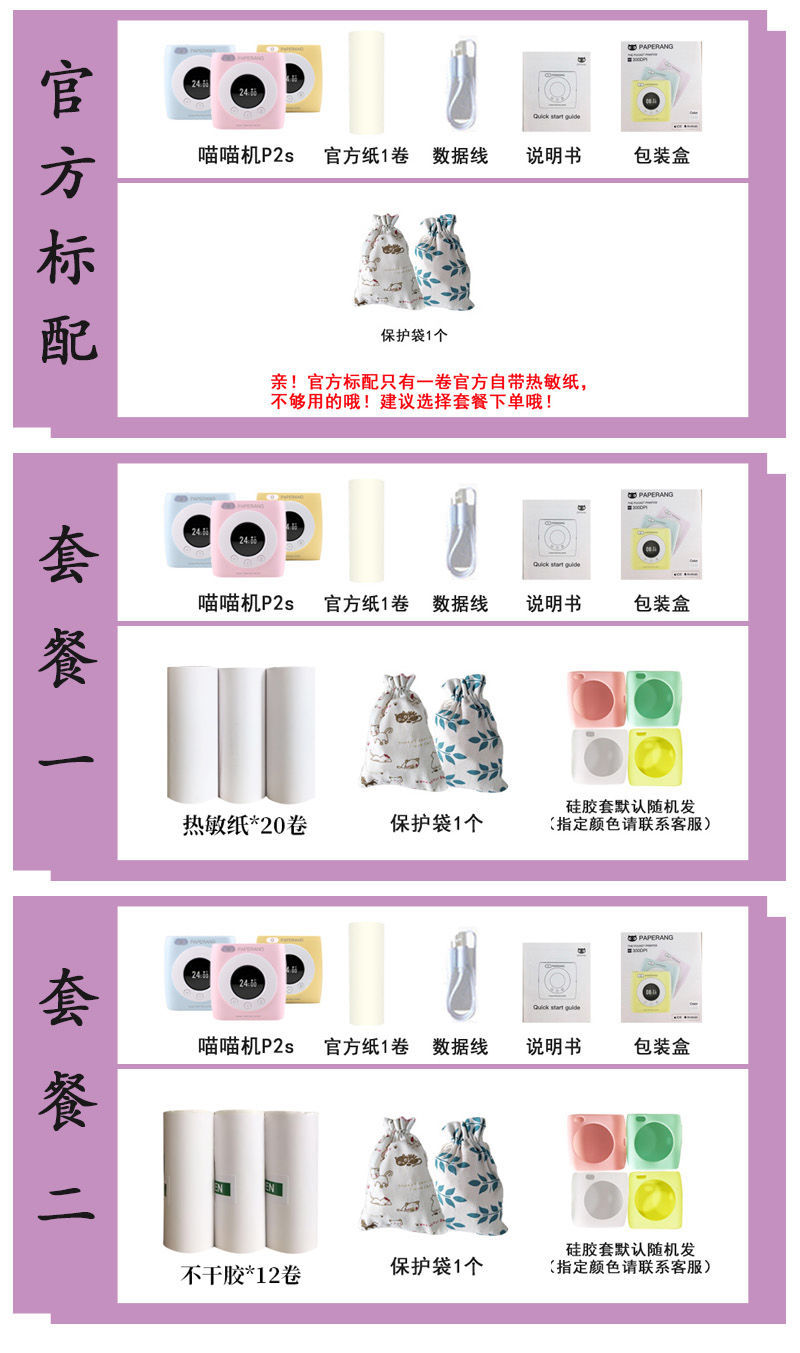 官方标配
PAPERANG
24:00
Quick start guide
PAPERANG
300DPI
喵喵机P2s
官方纸1卷
数据线
说明书
包装盒
保护袋1个
亲！官方标配只有一卷官方自带热敏纸，
不够用的哦！建议选择套餐下单哦！
套餐一
PAPERANG
24:00
Quick start guide
PAPERANG
300DPI
喵喵机P2s
官方纸1卷
数据线
说明书
包装盒
热敏纸*20卷
保护袋1个
硅胶套默认随机发
（指定颜色请联系客服）
套餐二
PAPERANG
24:00
Quick start guide
PAPERANG
300DPI
喵喵机P2s
官方纸1卷
数据线
说明书
包装盒
EN
EN
不干胶*12卷
保护袋1个
硅胶套默认随机发
（指定颜色请联系客服）